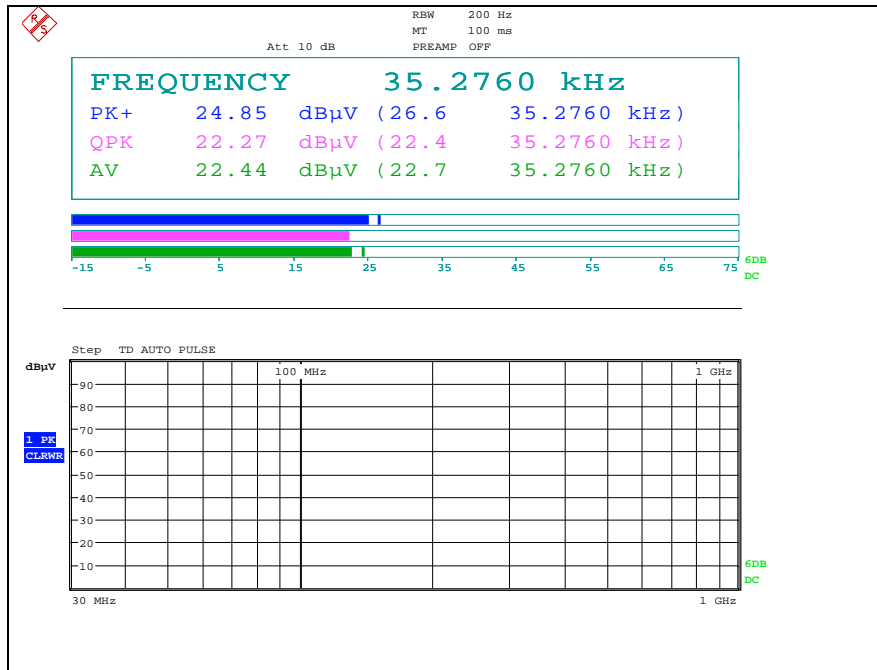 R/S
RBW 200 Hz
MT 100 ms
Att 10 dB PREAMP OFF
FREQUENCY 35.2760 kHz
PK+ 24.85 dBµV (26.6 35.2760 kHz)
QPK 22.27 dBµV (22.4 35.2760 kHz)
AV 22.44 dBµV (22.7 35.2760 kHz)
-15 -5 5 15 25 35 45 55 65 75
6DB
DC
Step TD AUTO PULSE
dBµV
100 MHz 1 GHz
90
80
70
1 PK
CLRWR
60
50
40
30
20
10
6DB
DC
30 MHz 1 GHz